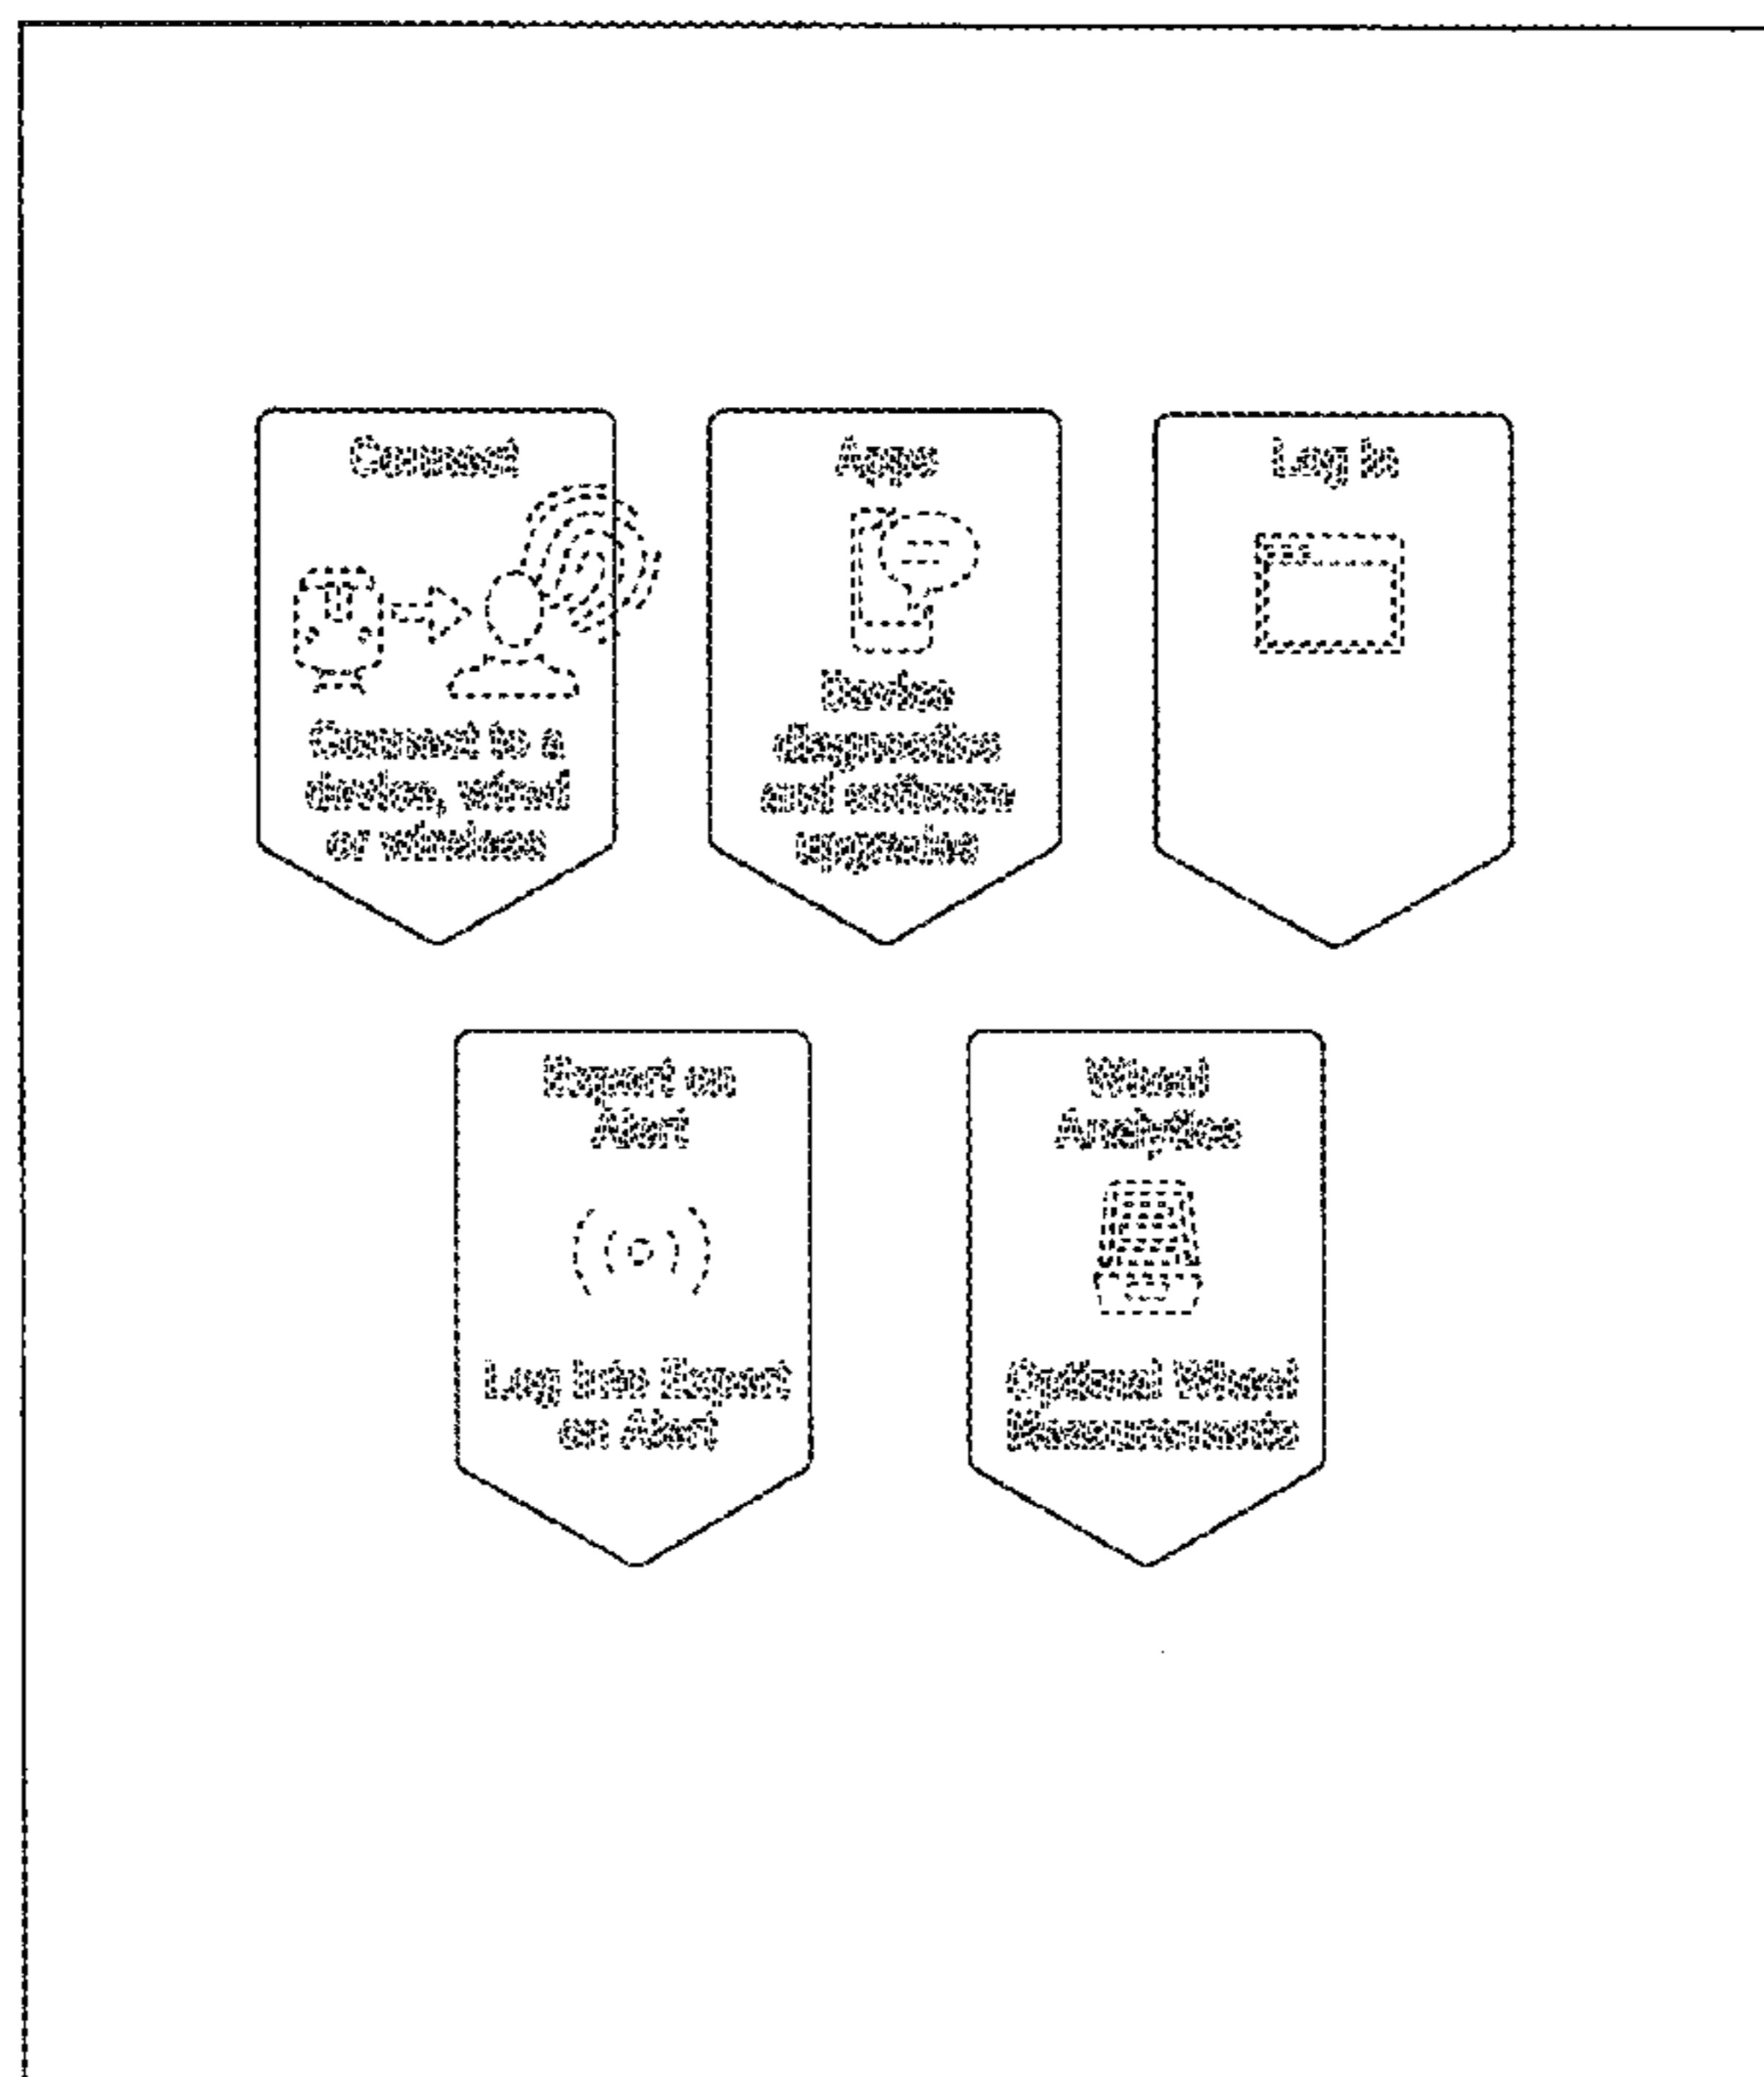 Connect
Connect to a
device, wired
or wireless
Apps
Device
diagnostics
and software
upgrades
Log In
Expert on
Alert
Log into Expert
on Alert
Wheel
Analytics
Optional Wheel
Measurements